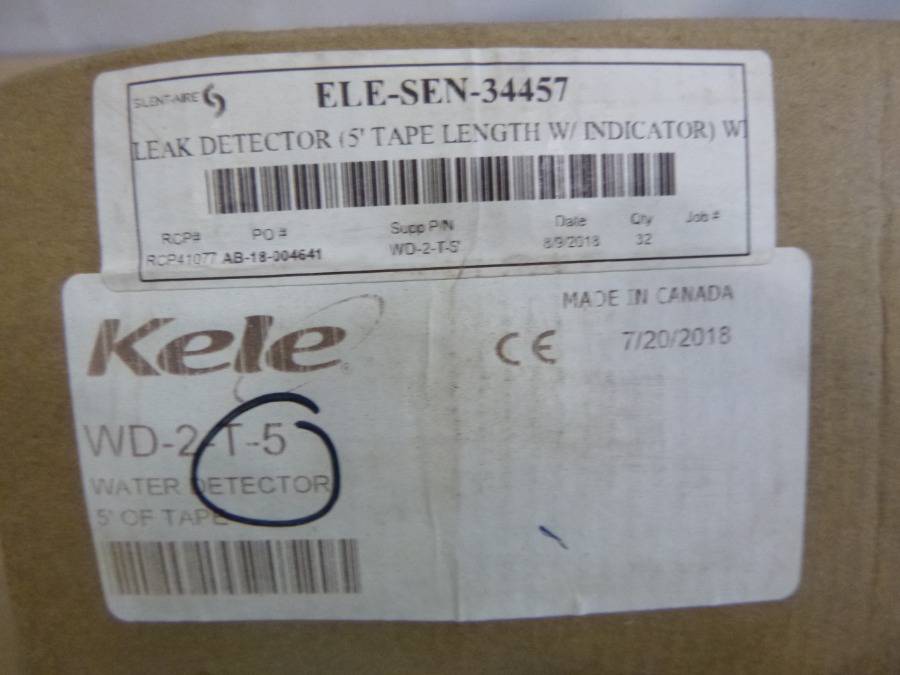 SILENT-AIRE
ELE-SEN-34457
LEAK DETECTOR (5' TAPE LENGTH W/ INDICATOR) W
RCP# PO # Supp P/N Date Qty Job #
RCP41077 AB-18-004641 WD-2-T-5' 8/9/2018 32
MADE IN CANADA
Kele®
CE 7/20/2018
WD-2-T-5
WATER DETECTOR
5' OF TAPE